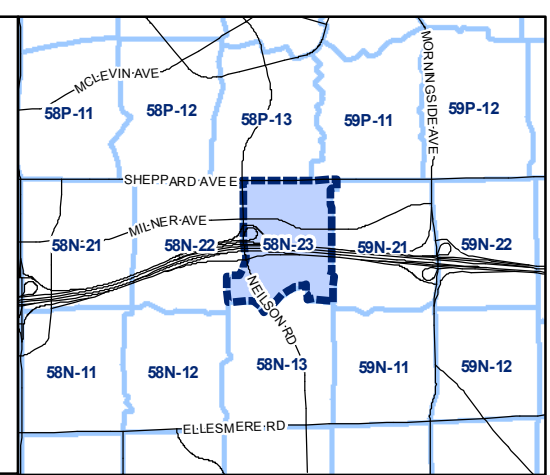 MORNINGSIDE AVE
MCLEVIN AVE
58P-11
58P-12
58P-13
59P-11
59P-12
SHEPPARD AVE E
MILNER AVE
58N-21
58N-22
58N-23
59N-21
59N-22
NEILSON RD
58N-11
58N-12
58N-13
59N-11
59N-12
ELLESMERE RD